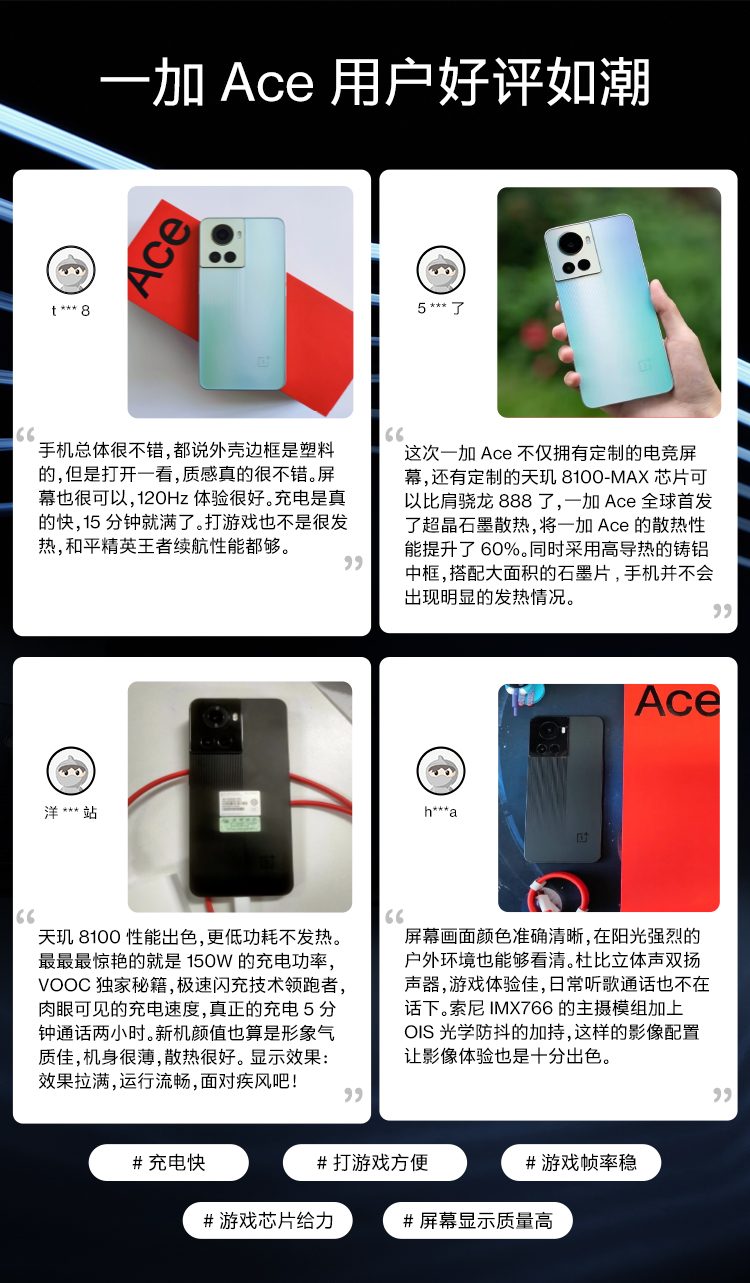 一加 Ace 用户好评如潮
Ace
t *** 8
“
手机总体很不错，都说外壳边框是塑料
的，但是打开一看，质感真的很不错。屏
幕也很可以，120Hz 体验很好。充电是真
的快，15 分钟就满了。打游戏也不是很发
热，和平精英王者续航性能都够。
”
5 *** 了
“
这次一加 Ace 不仅拥有定制的电竞屏
幕，还有定制的天玑 8100-MAX 芯片可
以比肩骁龙 888 了，一加 Ace 全球首发
了超晶石墨散热，将一加 Ace 的散热性
能提升了 60%。同时采用高导热的铸铝
中框，搭配大面积的石墨片，手机并不会
出现明显的发热情况。
”
洋 *** 站
“
天玑 8100 性能出色，更低功耗不发热。
最最最惊艳的就是 150W 的充电功率，
VOOC 独家秘籍，极速闪充技术领跑者，
肉眼可见的充电速度，真正的充电 5 分
钟通话两小时。新机颜值也算是形象气
质佳，机身很薄，散热很好。显示效果：
效果拉满，运行流畅，面对疾风吧！
”
Ace
h***a
“
屏幕画面颜色准确清晰，在阳光强烈的
户外环境也能够看清。杜比立体声双扬
声器，游戏体验佳，日常听歌通话也不在
话下。索尼 IMX766 的主摄模组加上
OIS 光学防抖的加持，这样的影像配置
让影像体验也是十分出色。
”
# 充电快
# 打游戏方便
# 游戏帧率稳
# 游戏芯片给力
# 屏幕显示质量高